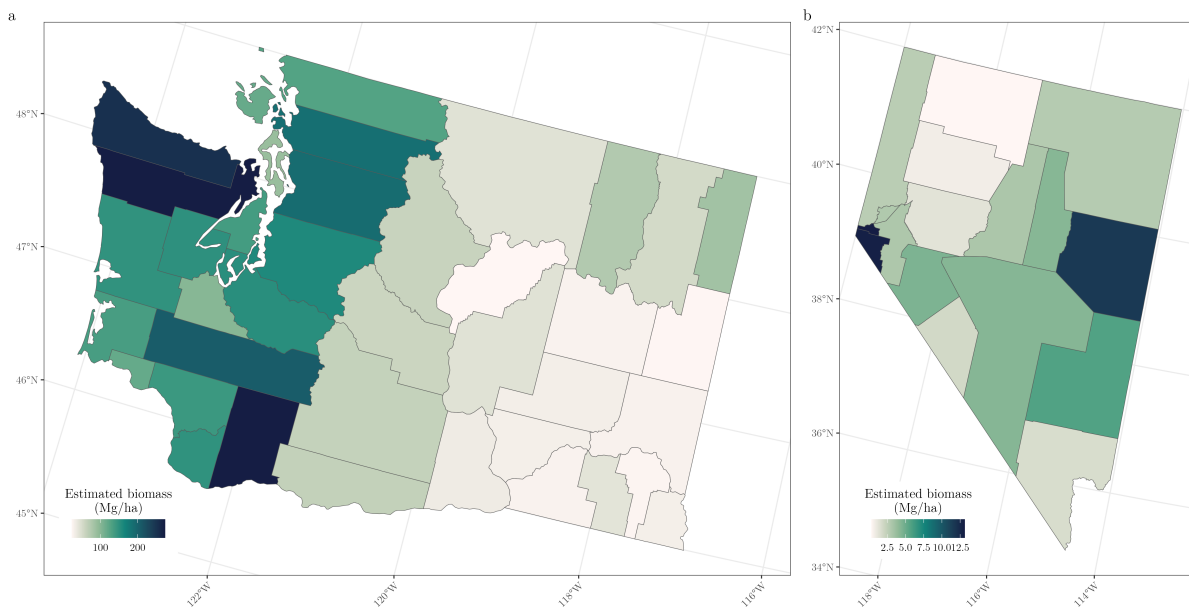 a
48°N
47°N
46°N
45°N
122°W
120°W
118°W
116°W
Estimated biomass
(Mg/ha)
100 200
b
42°N
40°N
38°N
36°N
34°N
118°W
116°W
114°W
Estimated biomass
(Mg/ha)
2.5 5.0 7.5 10.0 12.5